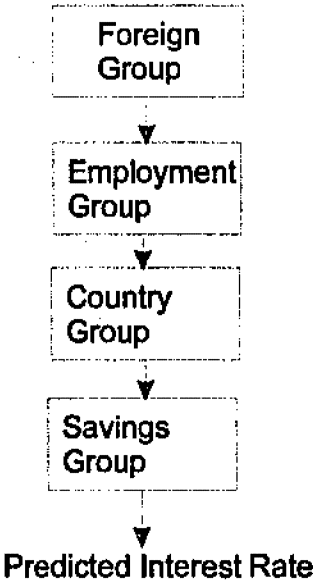 Foreign
Group
Employment
Group
Country
Group
Savings
Group
Predicted Interest Rate